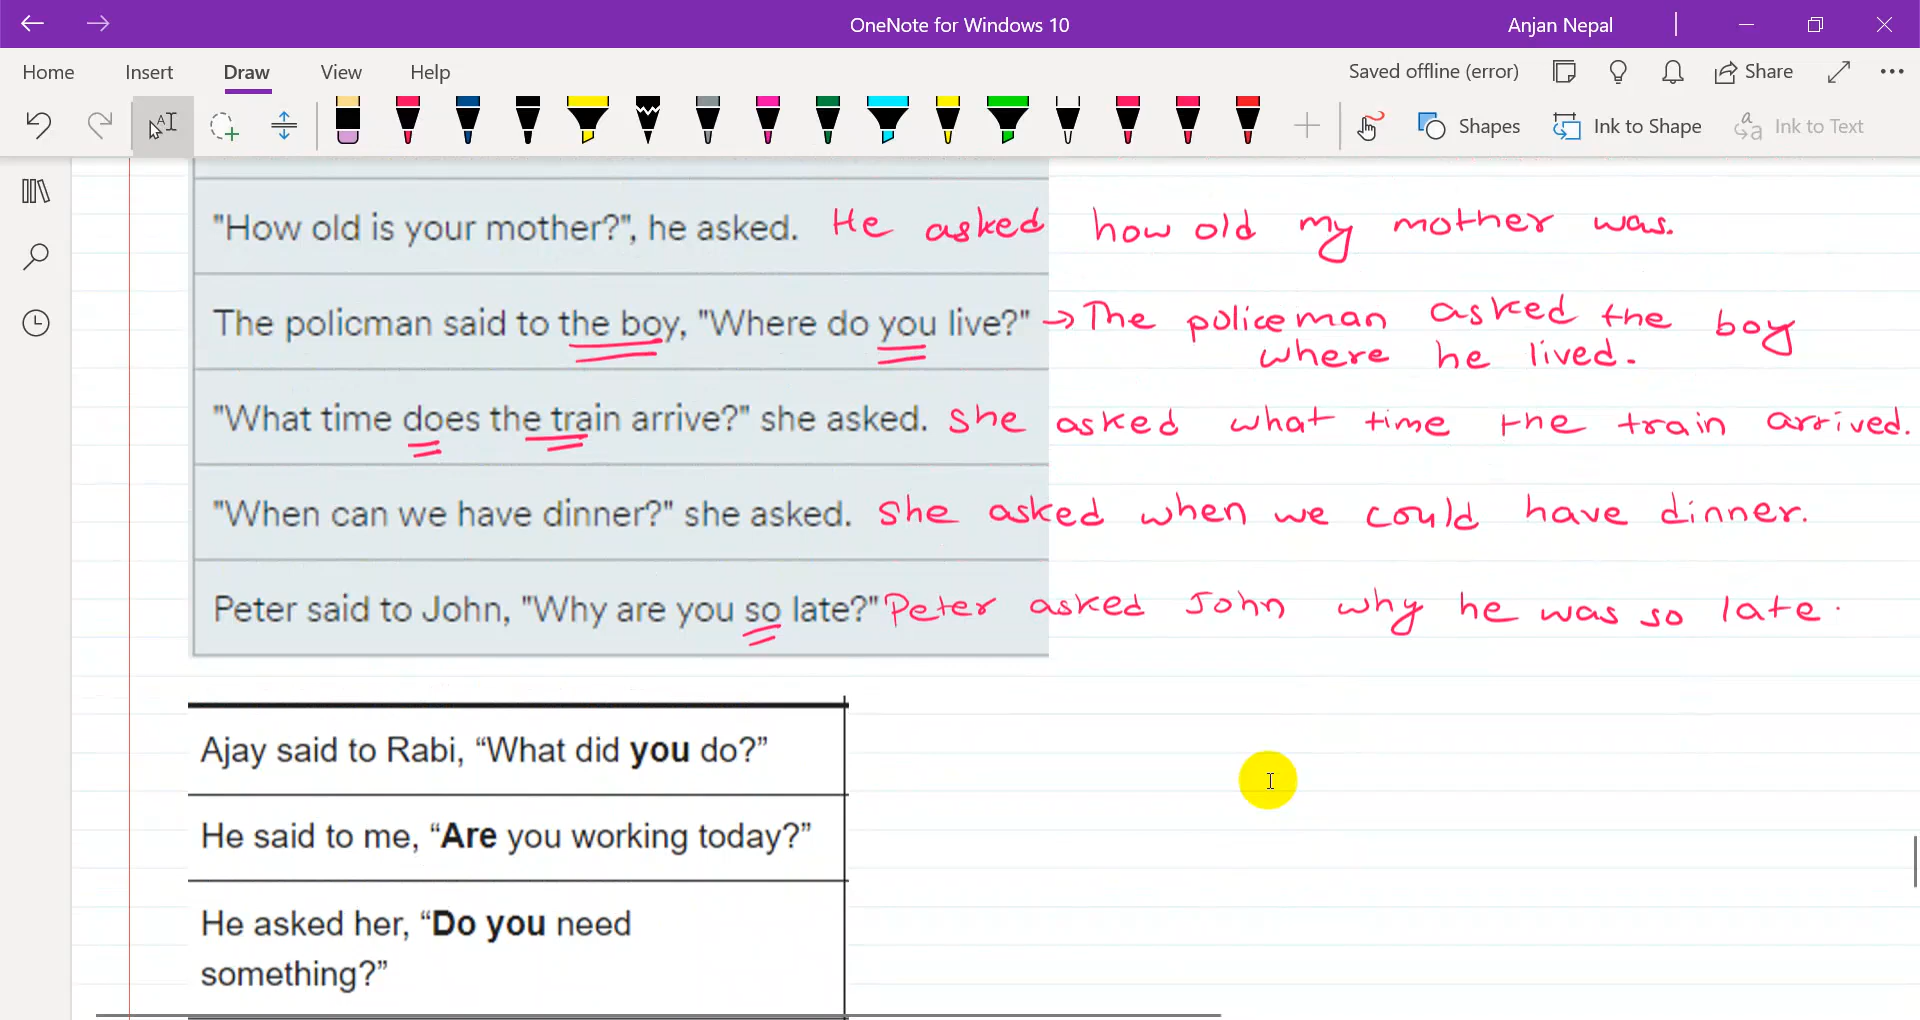 OneNote for Windows 10
Anjan Nepal
Home Insert Draw View Help
Saved offline (error) Share
Shapes Ink to Shape Ink to Text
"How old is your mother?", he asked. He asked how old my mother was.
The policman said to the boy, "Where do you live?" → The policeman asked the boy
where he lived.
"What time does the train arrive?" she asked. She asked what time the train arrived.
"When can we have dinner?" she asked. She asked when we could have dinner.
Peter said to John, "Why are you so late?" Peter asked John why he was so late.
Ajay said to Rabi, “What did you do?”
He said to me, “Are you working today?”
He asked her, “Do you need
something?”